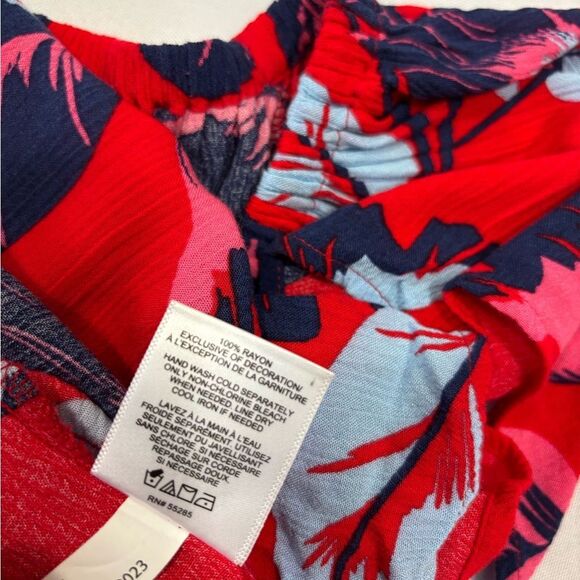 100% RAYON
EXCLUSIVE OF DECORATION/
À L'EXCEPTION DE LA GARNITURE
HAND WASH COLD SEPARATELY
ONLY NON-CHLORINE BLEACH
WHEN NEEDED. LINE DRY
COOL IRON IF NEEDED
LAVEZ À LA MAIN À L'EAU
FROIDE SÉPARÉMENT. UTILISEZ
SEULEMENT DU JAVELLISANT
SANS CHLORE. SI NÉCESSAIRE
SÉCHAGE SUR CORDE
REPASSAGE DOUX.
SI NÉCESSAIRE
RN# 55285
023